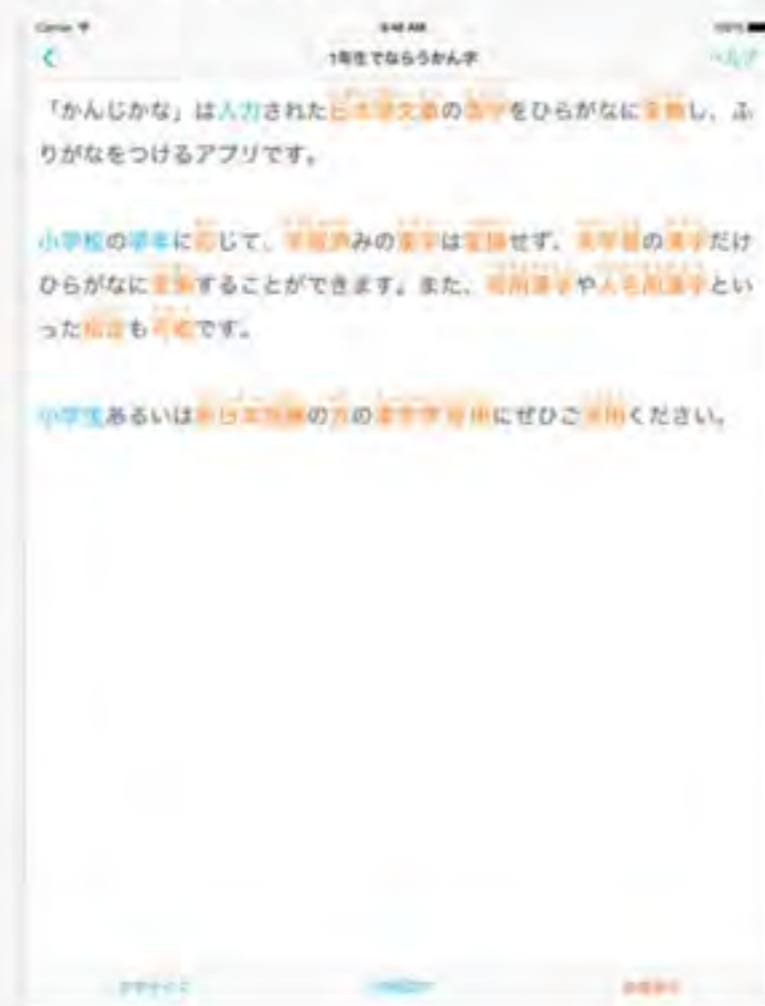 1年生でならうかん字
ヘルプ
「かんじかな」は入力された日本語文章の漢字をひらがなに変換し、ふ
りがなをつけるアプリです。
小学校の学年に応じて、学習済みの漢字は変換せず、未学習の漢字だけ
ひらがなに変換することができます。また、常用漢字や人名用漢字とい
った指定も可能です。
小学生あるいは日本語の方の漢字学習用にぜひご活用ください。